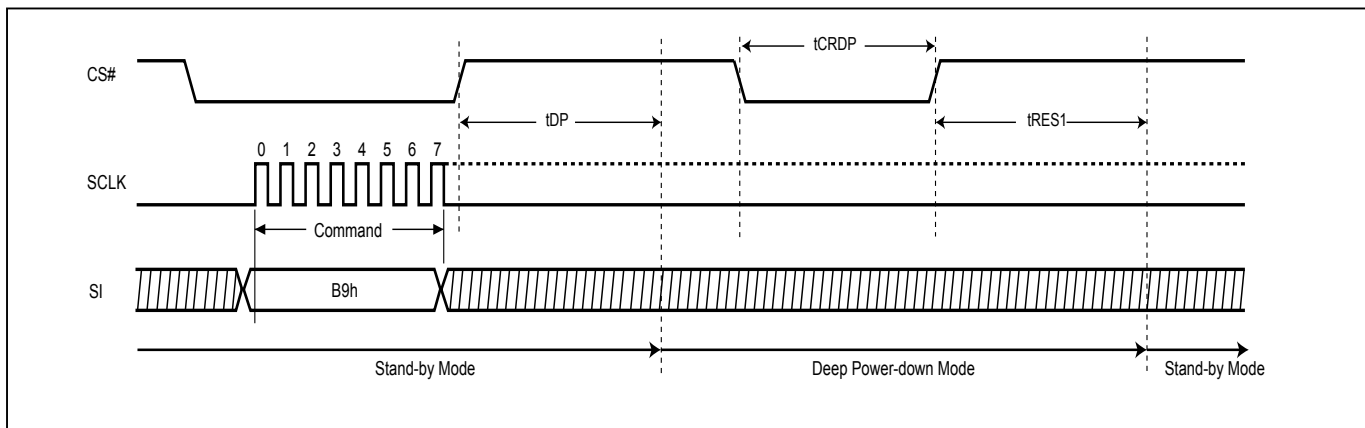 tCRDP
CS#
tDP
tRES1
0 1 2 3 4 5 6 7
SCLK
Command
SI
B9h
Stand-by Mode
Deep Power-down Mode
Stand-by Mode